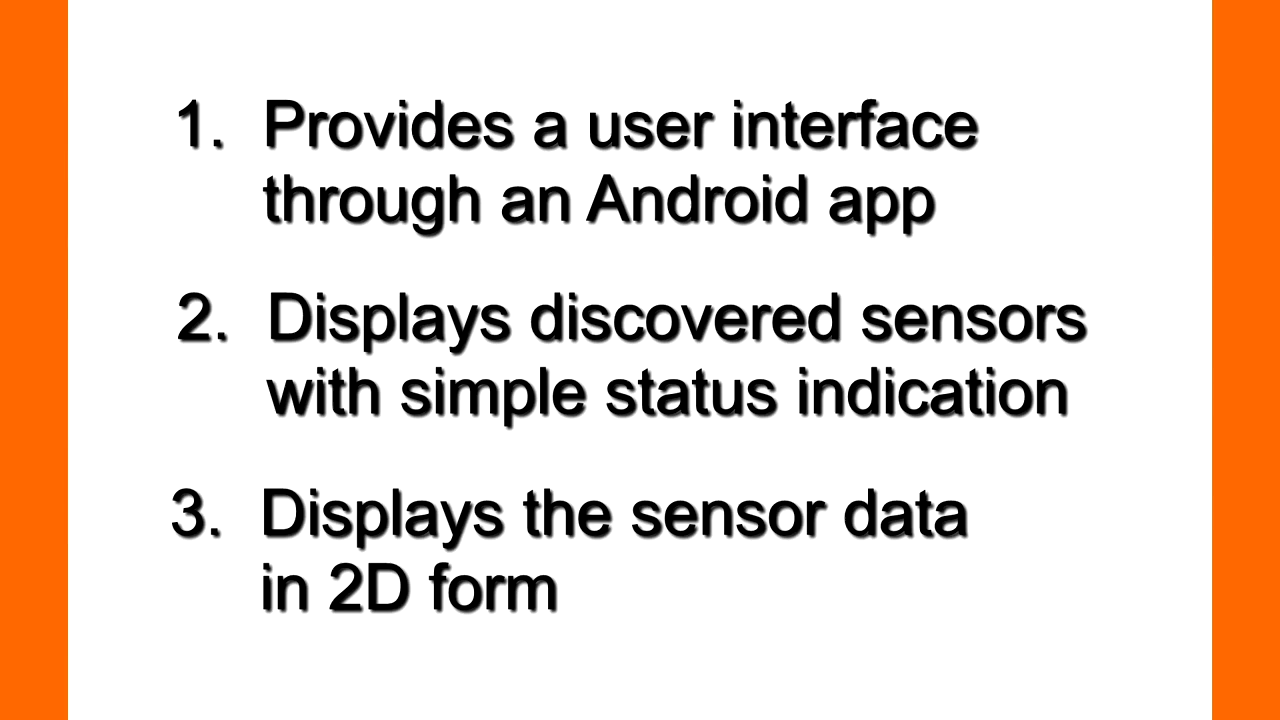 1. Provides a user interface
through an Android app
2. Displays discovered sensors
with simple status indication
3. Displays the sensor data
in 2D form